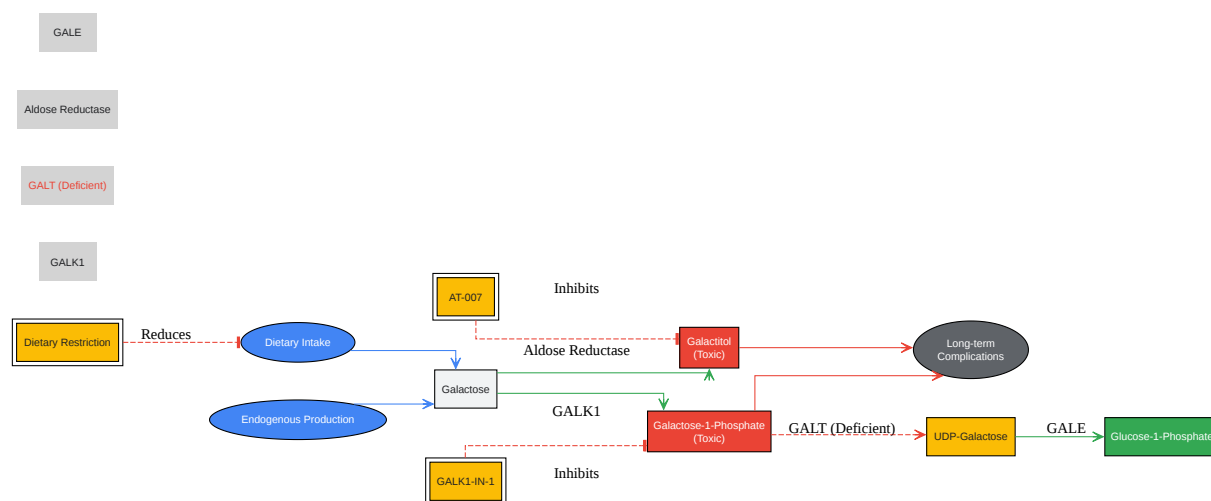 GALE
Aldose Reductase
GALT (Deficient)
GALK1
AT-007
Inhibits
Dietary Restriction
Reduces
Dietary Intake
Aldose Reductase
Galactitol
(Toxic)
Long-term
Complications
Galactose
Endogenous Production
GALK1
Galactose-1-Phosphate
(Toxic)
GALT (Deficient)
UDP-Galactose
GALE
Glucose-1-Phosphate
GALK1-IN-1
Inhibits